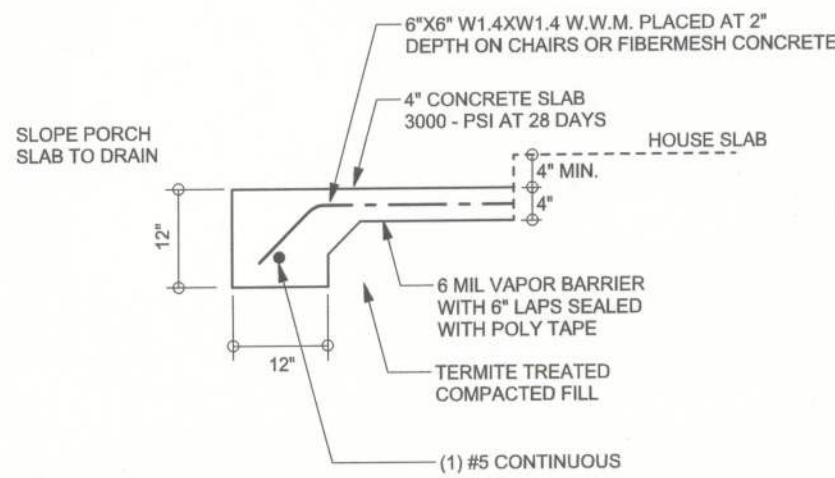 6"X6" W1.4XW1.4 W.W.M. PLACED AT 2"
DEPTH ON CHAIRS OR FIBERMESH CONCRETE
4" CONCRETE SLAB
3000 - PSI AT 28 DAYS
SLOPE PORCH
SLAB TO DRAIN
HOUSE SLAB
4" MIN.
4"
12"
6 MIL VAPOR BARRIER
WITH 6" LAPS SEALED
WITH POLY TAPE
12"
TERMITE TREATED
COMPACTED FILL
(1) #5 CONTINUOUS